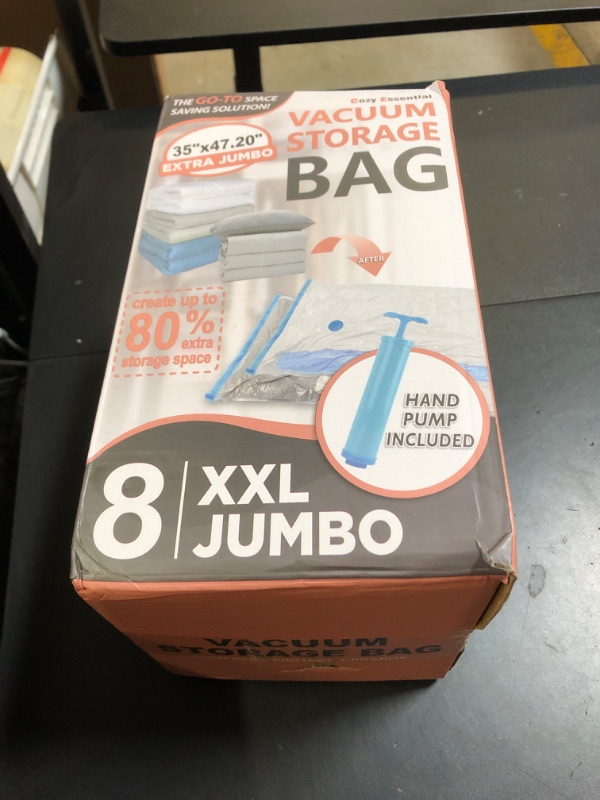 THE GO-TO SPACE
SAVING SOLUTION!
Cozy Essential
VACUUM
STORAGE
BAG
35"x47.20"
EXTRA JUMBO
AFTER
create up to
80%
extra
storage space
HAND
PUMP
INCLUDED
8
XXL
JUMBO
VACUUM
STORAGE BAG